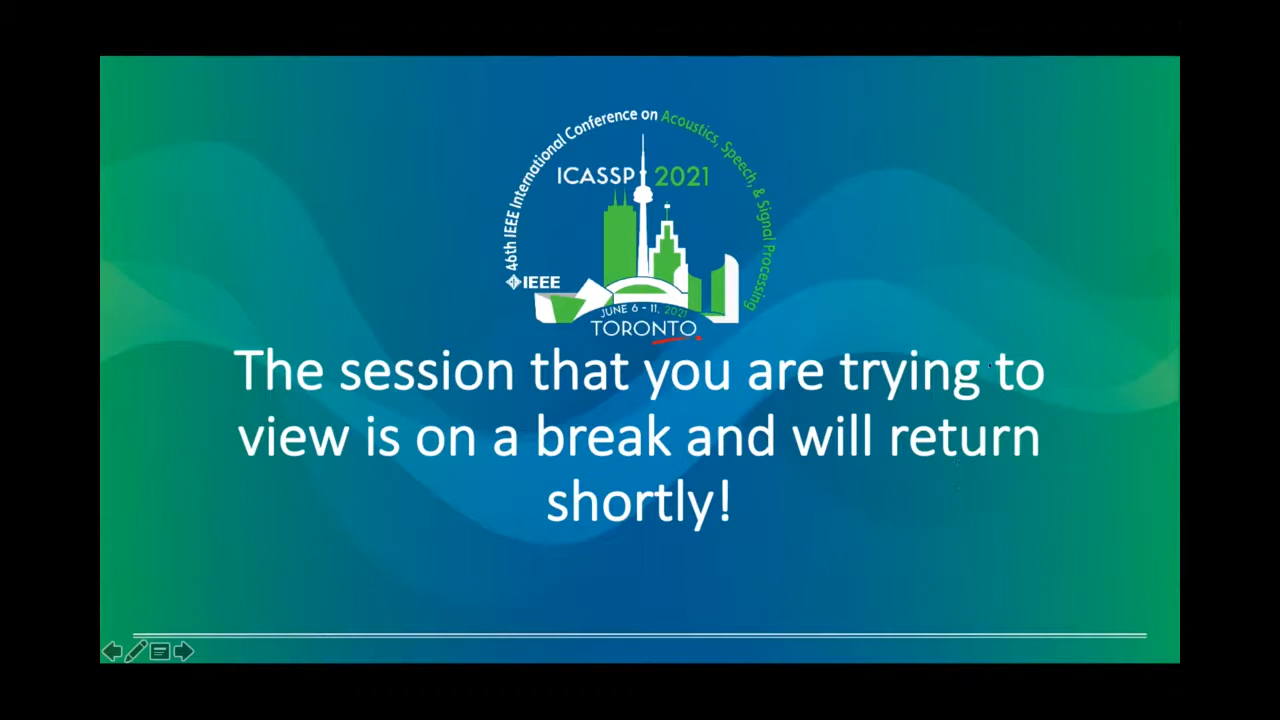 46th IEEE International Conference on Acoustics, Speech, & Signal Processing
ICASSP 2021
IEEE
JUNE 6 - 11, 2021
TORONTO
The session that you are trying to
view is on a break and will return
shortly!